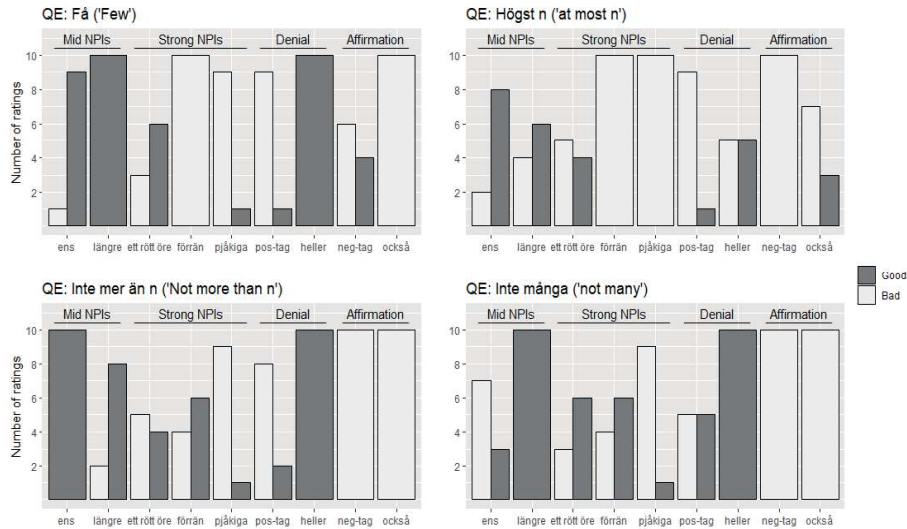 QE: Få ('Few')
Mid NPIs Strong NPIs Denial Affirmation
Number of ratings
10
8
6
4
2
ens längre ett rött öre förrän pjåkiga pos-tag heller neg-tag också
QE: Högst n ('at most n')
Mid NPIs Strong NPIs Denial Affirmation
10
8
6
4
2
ens längre ett rött öre förrän pjåkiga pos-tag heller neg-tag också
QE: Inte mer än n ('Not more than n')
Mid NPIs Strong NPIs Denial Affirmation
Number of ratings
10
8
6
4
2
ens längre ett rött öre förrän pjåkiga pos-tag heller neg-tag också
QE: Inte många ('not many')
Mid NPIs Strong NPIs Denial Affirmation
10
8
6
4
2
ens längre ett rött öre förrän pjåkiga pos-tag heller neg-tag också
Good
Bad